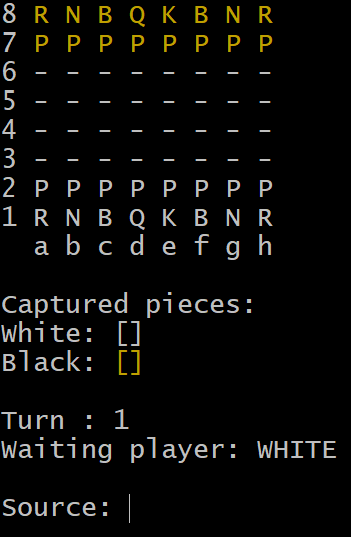 8 R N B Q K B N R
7 P P P P P P P P
6 - - - - - - - -
5 - - - - - - - -
4 - - - - - - - -
3 - - - - - - - -
2 P P P P P P P P
1 R N B Q K B N R
a b c d e f g h
Captured pieces:
White: []
Black: []
Turn : 1
Waiting player: WHITE
Source: